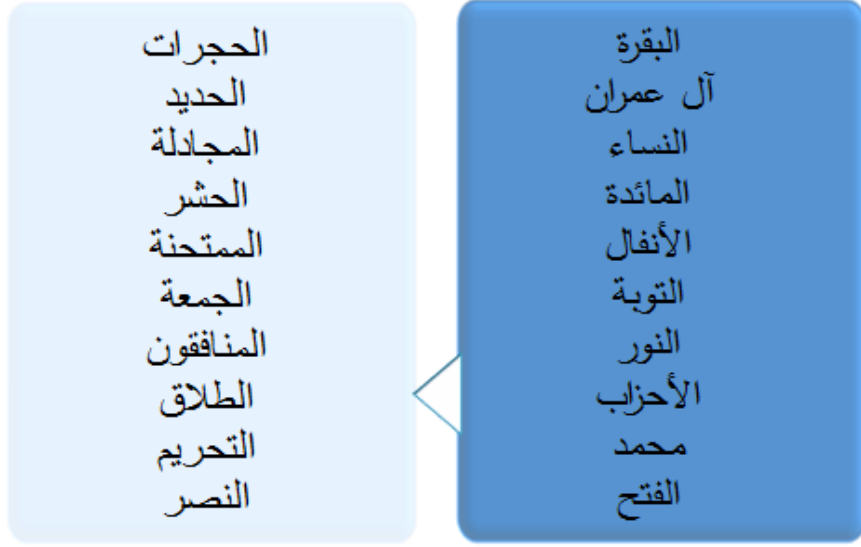 البقرة
آل عمران
النساء
المائدة
الأنفال
التوبة
النور
الأحزاب
محمد
الفتح
الحجرات
الحديد
المجادلة
الحشر
الممتحنة
الجمعة
المنافقون
الطلاق
التحريم
النصر